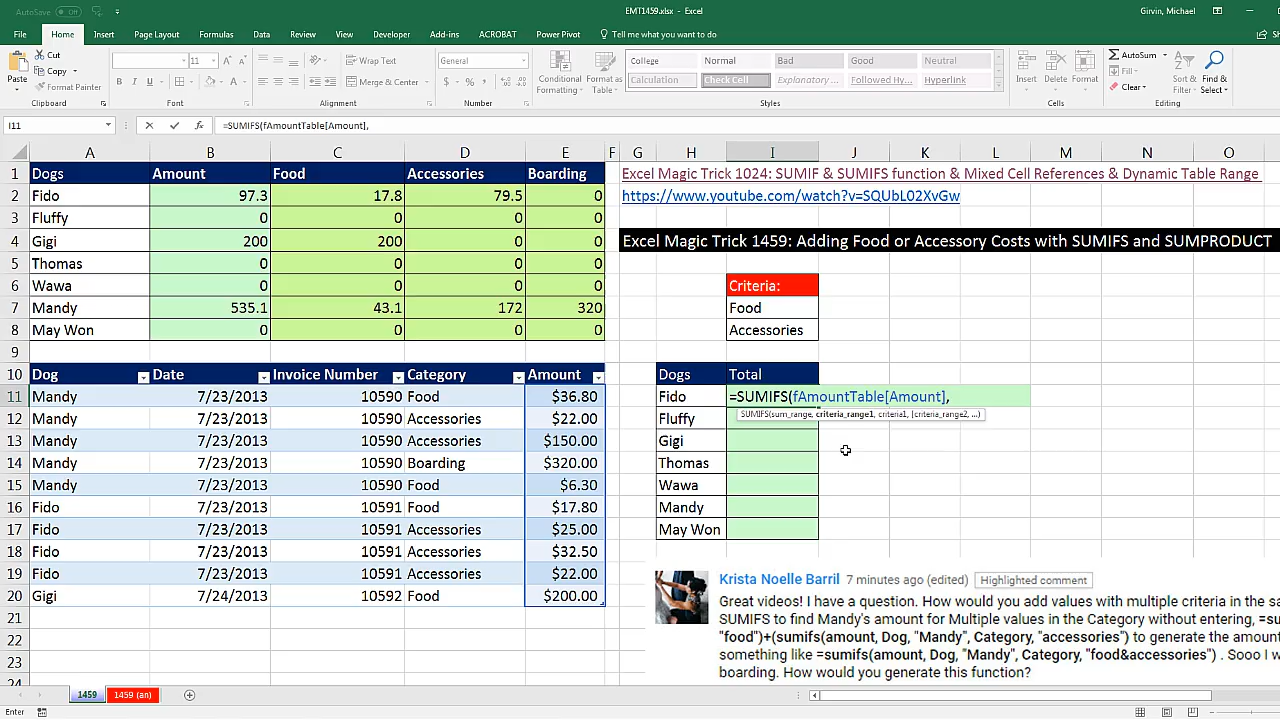 AutoSave Off EMT1459.xlsx - Excel Girvin, Michael
File Home Insert Page Layout Formulas Data Review View Developer Add-ins ACROBAT Power Pivot Tell me what you want to do
Paste Cut Copy Format Painter Clipboard
11 B I U Font
Wrap Text Merge & Center Alignment
General $ % , Number
Conditional Formatting Format as Table College Normal Bad Good Neutral
Calculation Check Cell Explanatory ... Followed Hy... Hyperlink Styles
Insert Delete Format Cells
AutoSum Fill Clear Sort & Filter Find & Select Editing
I11 fx =SUMIFS(fAmountTable[Amount],
A B C D E F G H I J K L M N O
1 Dogs Amount Food Accessories Boarding Excel Magic Trick 1024: SUMIF & SUMIFS function & Mixed Cell References & Dynamic Table Range
2 Fido 97.3 17.8 79.5 0 https://www.youtube.com/watch?v=SQUbL02XvGw
3 Fluffy 0 0 0 0
4 Gigi 200 200 0 0 Excel Magic Trick 1459: Adding Food or Accessory Costs with SUMIFS and SUMPRODUCT
5 Thomas 0 0 0 0
6 Wawa 0 0 0 0 Criteria:
7 Mandy 535.1 43.1 172 320 Food
8 May Won 0 0 0 0 Accessories
9
10 Dog Date Invoice Number Category Amount Dogs Total
11 Mandy 7/23/2013 10590 Food $36.80 Fido =SUMIFS(fAmountTable[Amount],
SUMIFS(sum_range, criteria_range1, criteria1, [criteria_range2, ...)
12 Mandy 7/23/2013 10590 Accessories $22.00 Fluffy
13 Mandy 7/23/2013 10590 Accessories $150.00 Gigi
14 Mandy 7/23/2013 10590 Boarding $320.00 Thomas
15 Mandy 7/23/2013 10590 Food $6.30 Wawa
16 Fido 7/23/2013 10591 Food $17.80 Mandy
17 Fido 7/23/2013 10591 Accessories $25.00 May Won
18 Fido 7/23/2013 10591 Accessories $32.50
19 Fido 7/23/2013 10591 Accessories $22.00
20 Gigi 7/24/2013 10592 Food $200.00
21
22
23
24
Krista Noelle Barril 7 minutes ago (edited) Highlighted comment
Great videos! I have a question. How would you add values with multiple criteria in the sa
SUMIFS to find Mandy's amount for Multiple values in the Category without entering, =su
"food")+(sumifs(amount, Dog, "Mandy", Category, "accessories") to generate the amoun
something like =sumifs(amount, Dog, "Mandy", Category, "food&accessories") . Sooo I w
boarding. How would you generate this function?
1459 1459 (an)
Enter